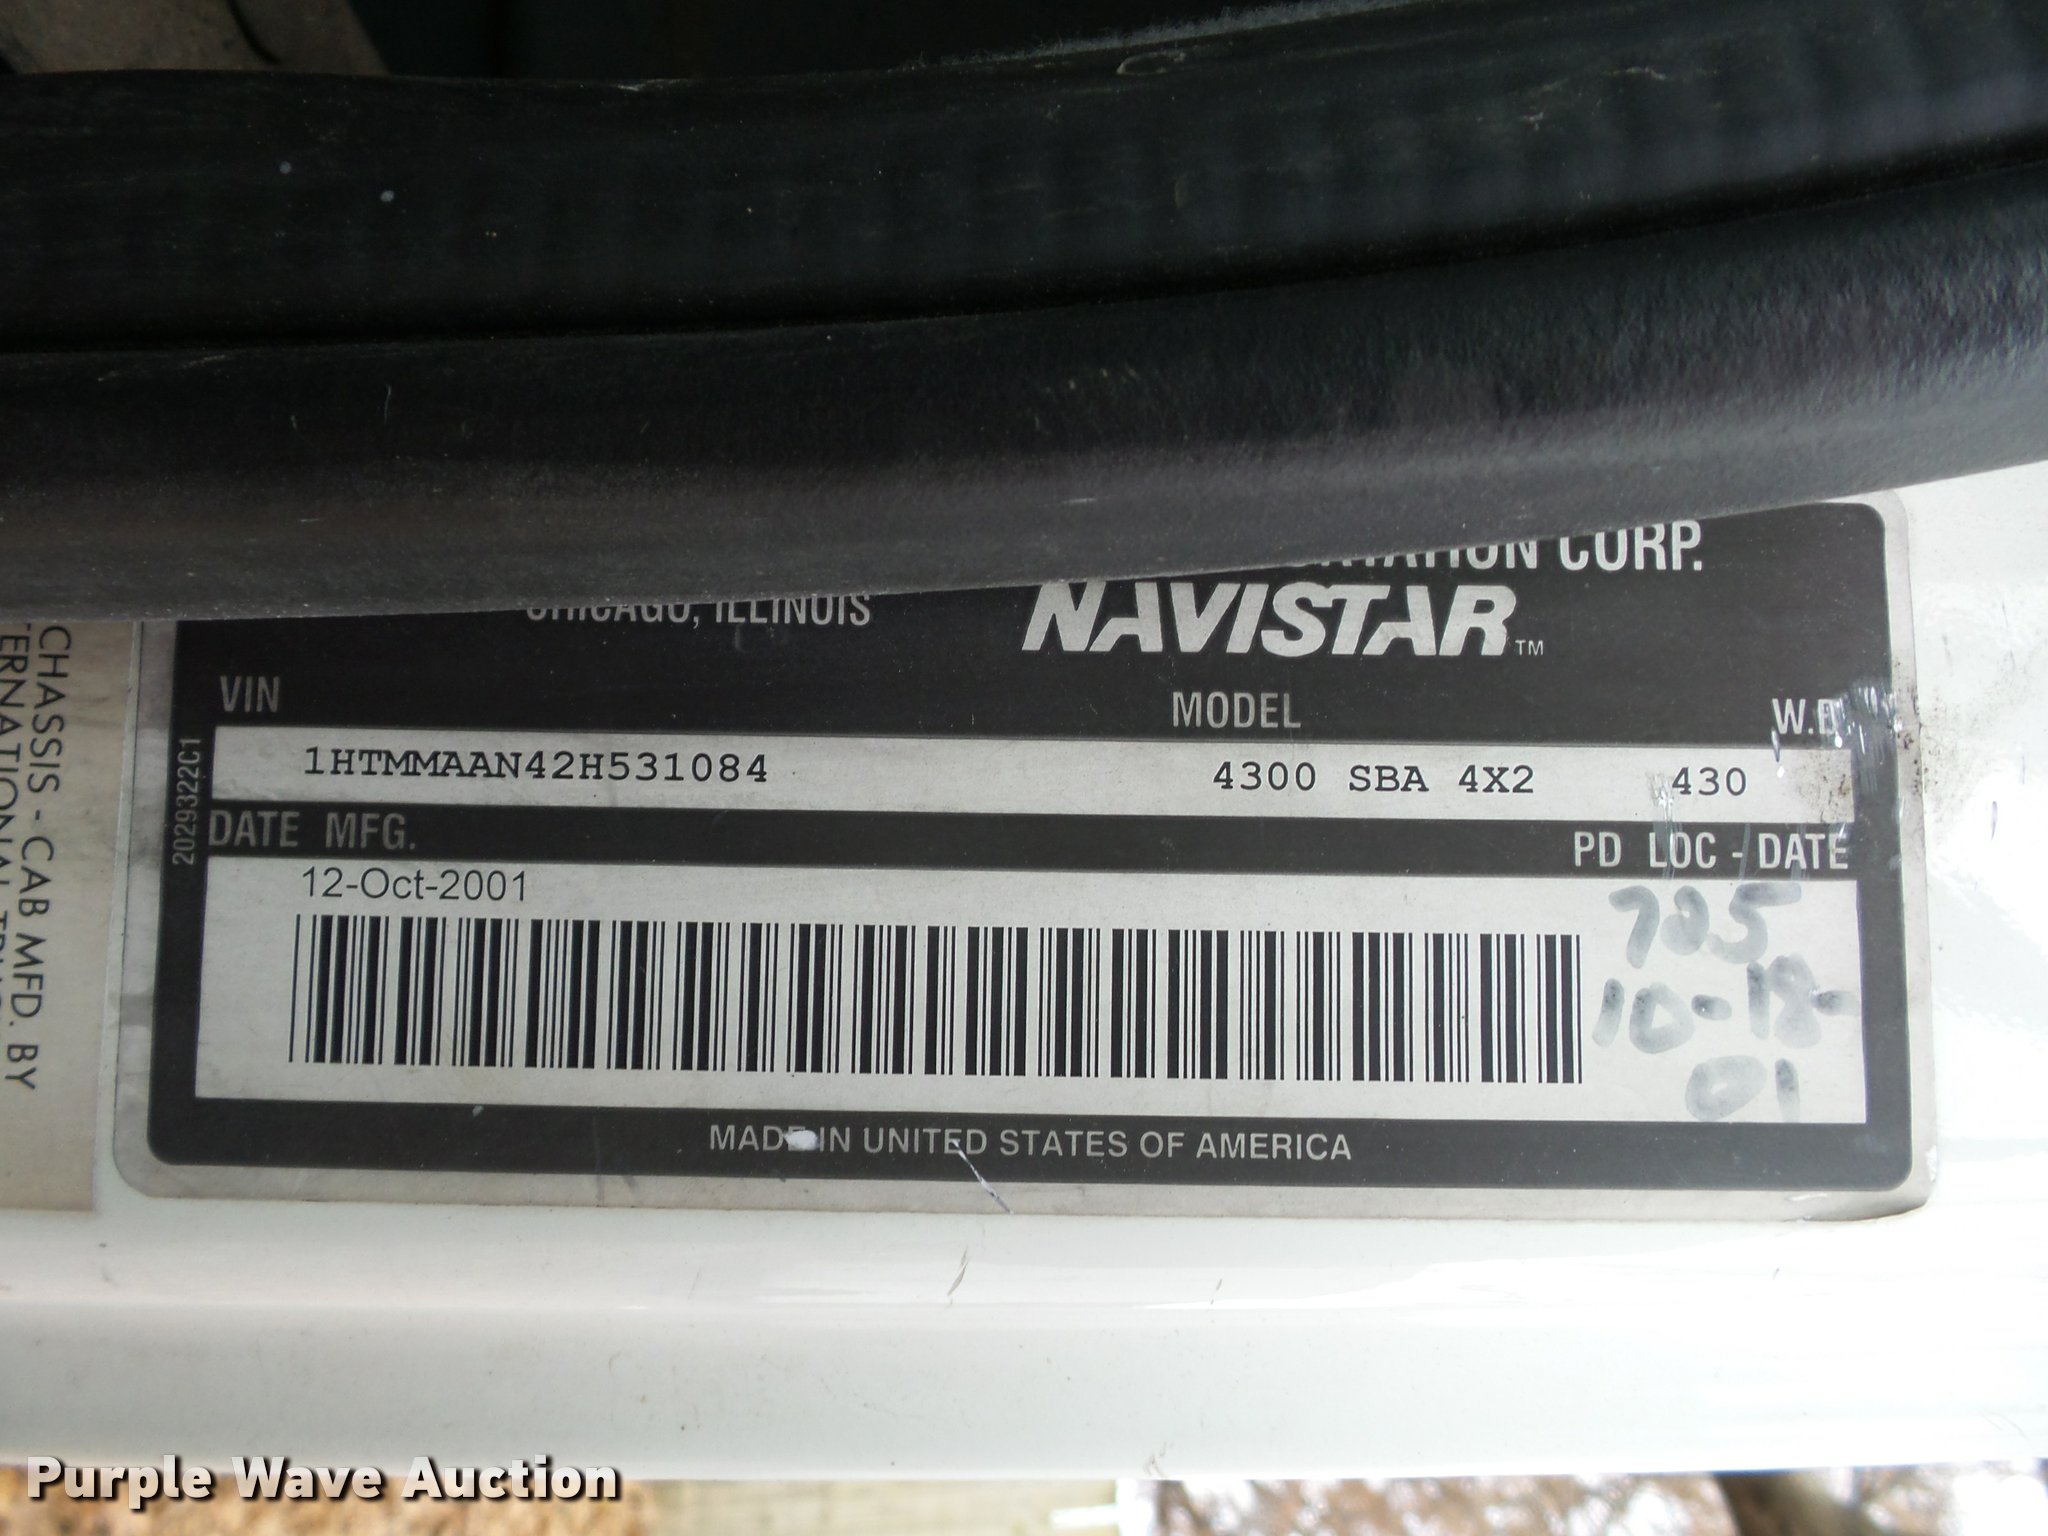 CORP.
CHICAGO, ILLINOIS
NAVISTAR™
VIN MODEL
1HTMMAAN42H531084 4300 SBA 4X2 430
DATE MFG. PD LOC - DATE
12-Oct-2001
705
10-18-
01
MADE IN UNITED STATES OF AMERICA
2029322C1
CHASSIS - CAB MFD. BY
Purple Wave Auction